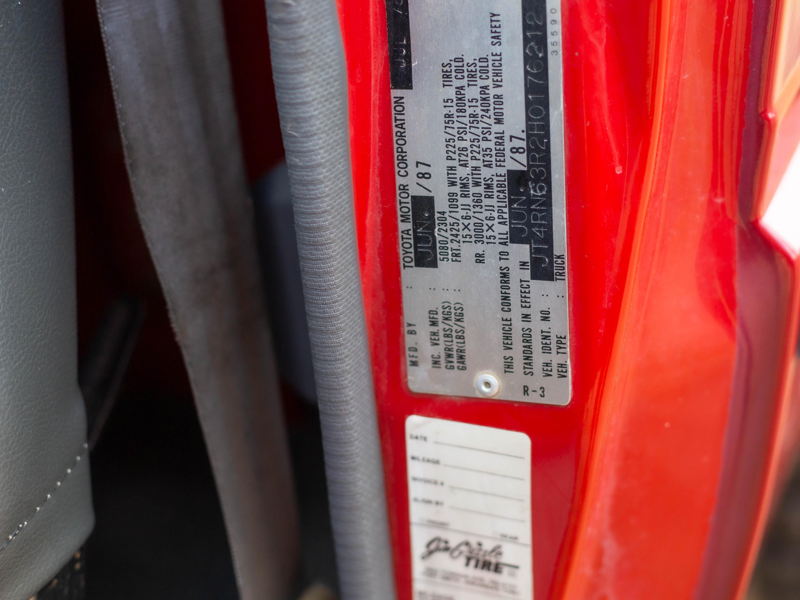 MFD. BY : TOYOTA MOTOR CORPORATION
JUN. /87
INC. VEH. MFD. :
GVWR(LBS/KGS) : 5080/2304
GAWR(LBS/KGS) : FRT.2425/1099 WITH P225/75R-15 TIRES,
15×6-JJ RIMS, AT26 PSI/180KPA COLD.
RR. 3000/1360 WITH P225/75R-15 TIRES,
15×6-JJ RIMS, AT35 PSI/240KPA COLD.
THIS VEHICLE CONFORMS TO ALL APPLICABLE FEDERAL MOTOR VEHICLE SAFETY
STANDARDS IN EFFECT IN JUN. /87.
VEH. IDENT. NO. : JT4RN63R2H0176212
VEH. TYPE : TRUCK
35590
R-3
DATE
MILEAGE
INVOICE #
ALIGN BY
TIRE